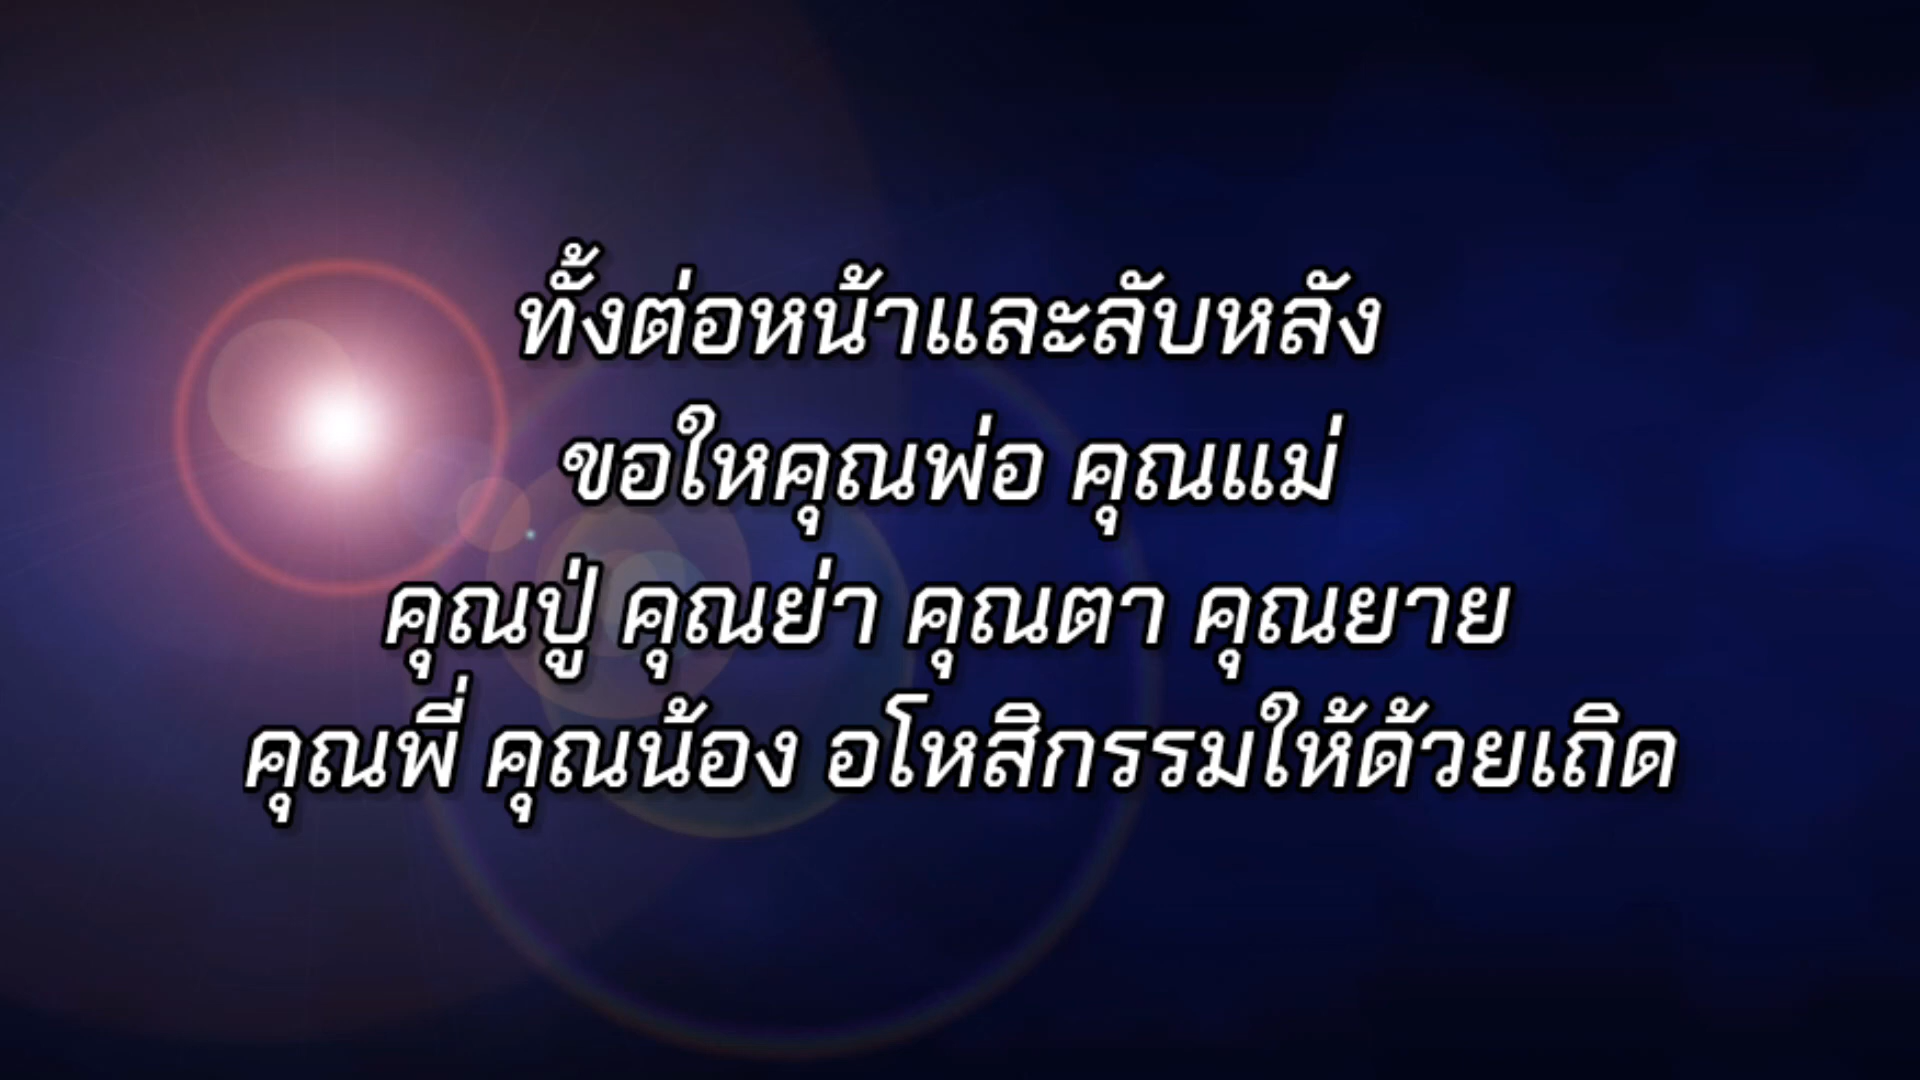 ทั้งต่อหน้าและลับหลัง
ขอใหคุณพ่อ คุณแม่
คุณปู่ คุณย่า คุณตา คุณยาย
คุณพี่ คุณน้อง อโหสิกรรมให้ด้วยเถิด